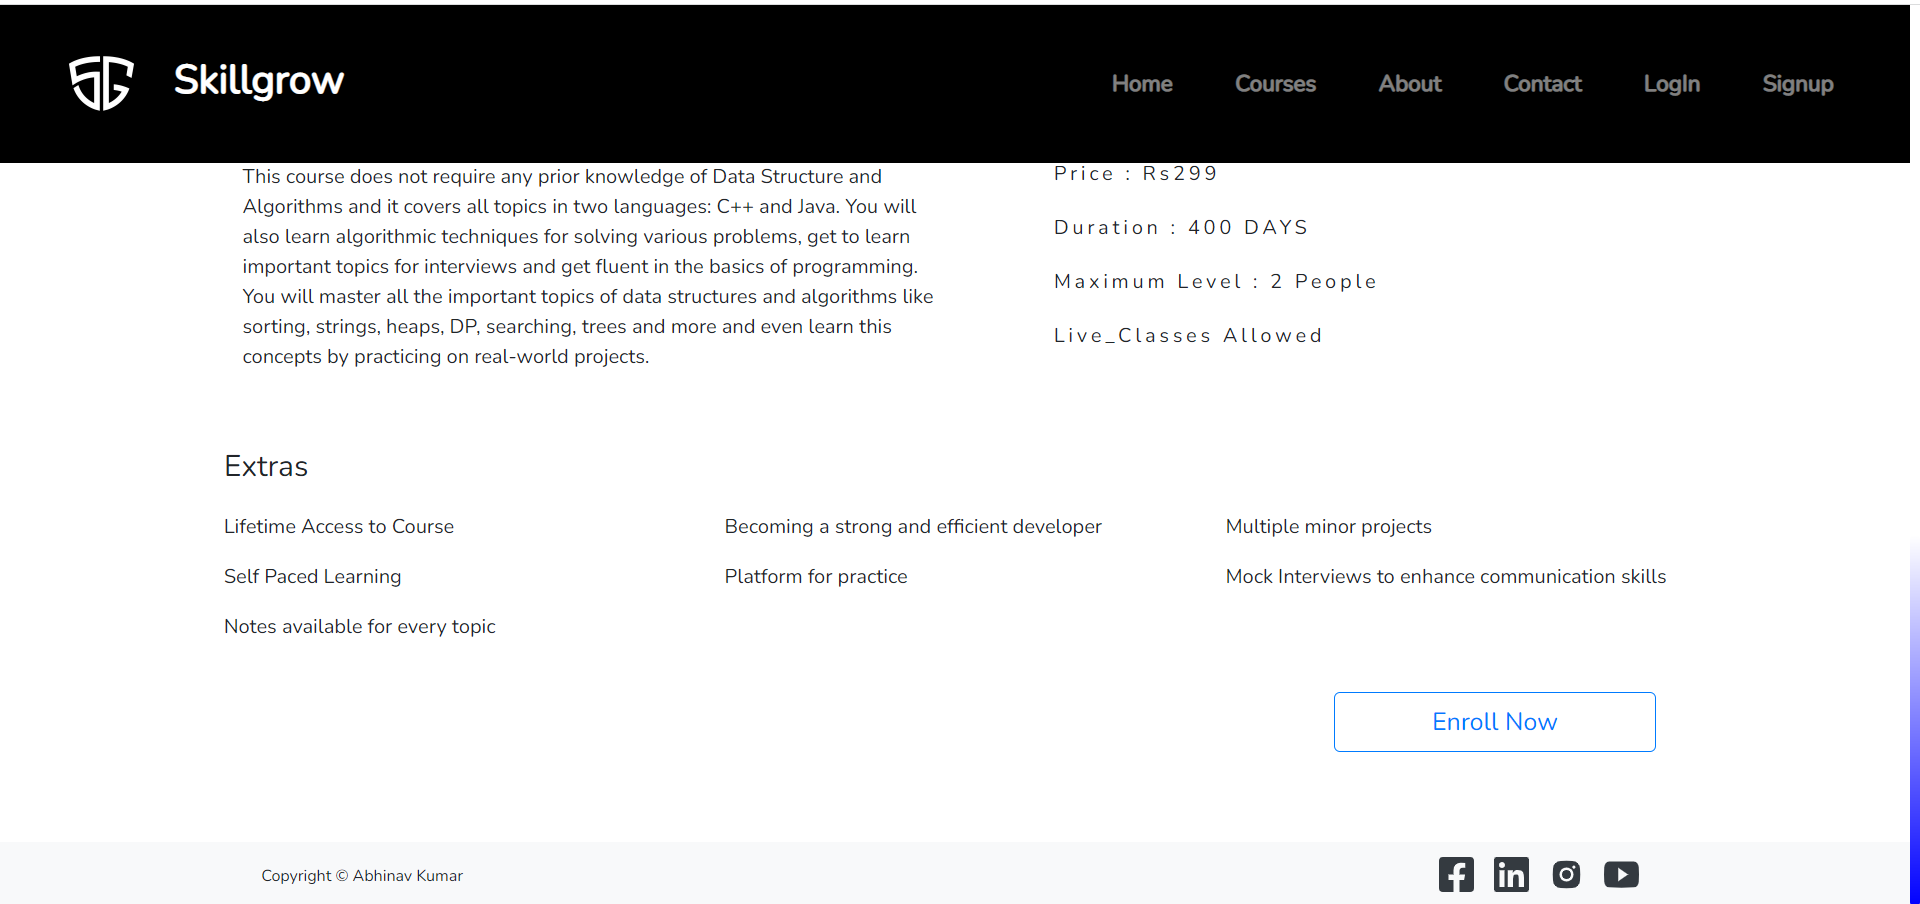 SG
Skillgrow
Home
Courses
About
Contact
LogIn
Signup
This course does not require any prior knowledge of Data Structure and
Algorithms and it covers all topics in two languages: C++ and Java. You will
also learn algorithmic techniques for solving various problems, get to learn
important topics for interviews and get fluent in the basics of programming.
You will master all the important topics of data structures and algorithms like
sorting, strings, heaps, DP, searching, trees and more and even learn this
concepts by practicing on real-world projects.
Price : Rs299
Duration : 400 DAYS
Maximum Level : 2 People
Live_Classes Allowed
Extras
Lifetime Access to Course
Becoming a strong and efficient developer
Multiple minor projects
Self Paced Learning
Platform for practice
Mock Interviews to enhance communication skills
Notes available for every topic
Enroll Now
Copyright © Abhinav Kumar